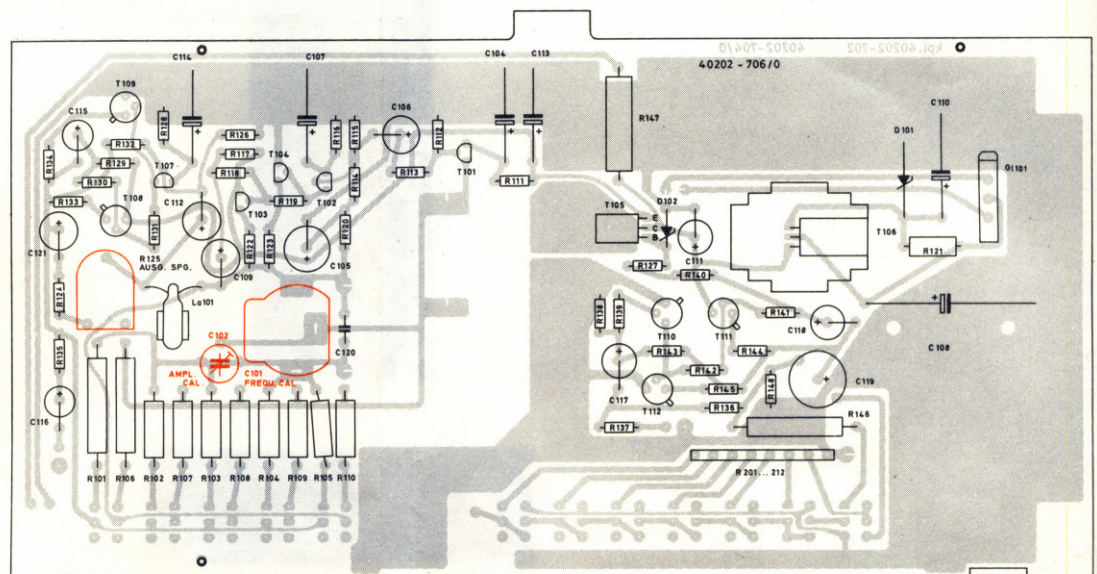 kpl. 40202-702 40202-704/0
40202 - 706/0
C114
C107
C104
C113
T109
C115
R128
R132
R129
R134
R130
R133
T107
T108
R131
C112
R126
R117
R118
T104
T103
R119
T102
R116
R115
R114
C106
R112
R113
T101
R111
R147
C110
D101
Gl101
T105
E
C
B
D102
C111
T106
R121
C121
R125
AUSG. SPG.
C109
R122
R123
C105
R120
R127
R140
R124
La101
R138
R139
T110
T111
R141
C118
C108
R135
C102
AMPL.
CAL.
C101
FREQU. CAL
C120
R143
R144
R142
C117
R145
T112
R136
R148
C119
C116
R137
R146
R101
R106
R102
R107
R103
R108
R104
R109
R105
R110
R201...212